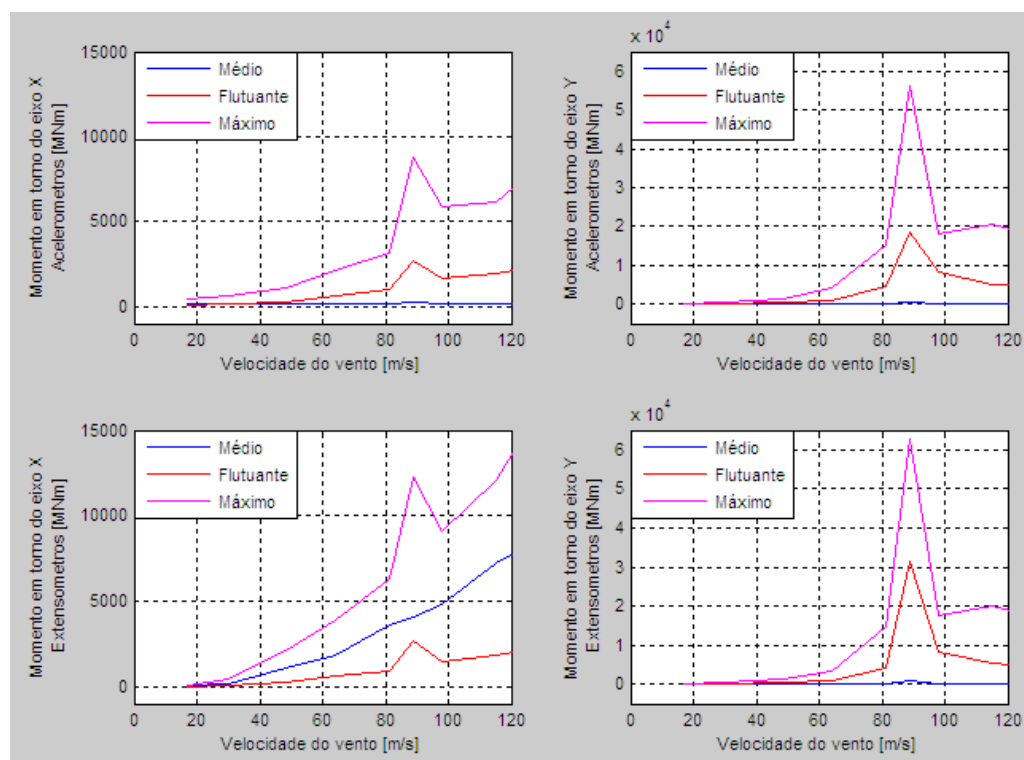 15000
10000
5000
0
0 20 40 60 80 100 120
Momento em torno do eixo X
Acelerometros [MNm]
Velocidade do vento [m/s]
Médio
Flutuante
Máximo
x 10^4
6
5
4
3
2
1
0
0 20 40 60 80 100 120
Momento em torno do eixo Y
Acelerometros [MNm]
Velocidade do vento [m/s]
Médio
Flutuante
Máximo
15000
10000
5000
0
0 20 40 60 80 100 120
Momento em torno do eixo X
Extensometros [MNm]
Velocidade do vento [m/s]
Médio
Flutuante
Máximo
x 10^4
6
5
4
3
2
1
0
0 20 40 60 80 100 120
Momento em torno do eixo Y
Extensometros [MNm]
Velocidade do vento [m/s]
Médio
Flutuante
Máximo